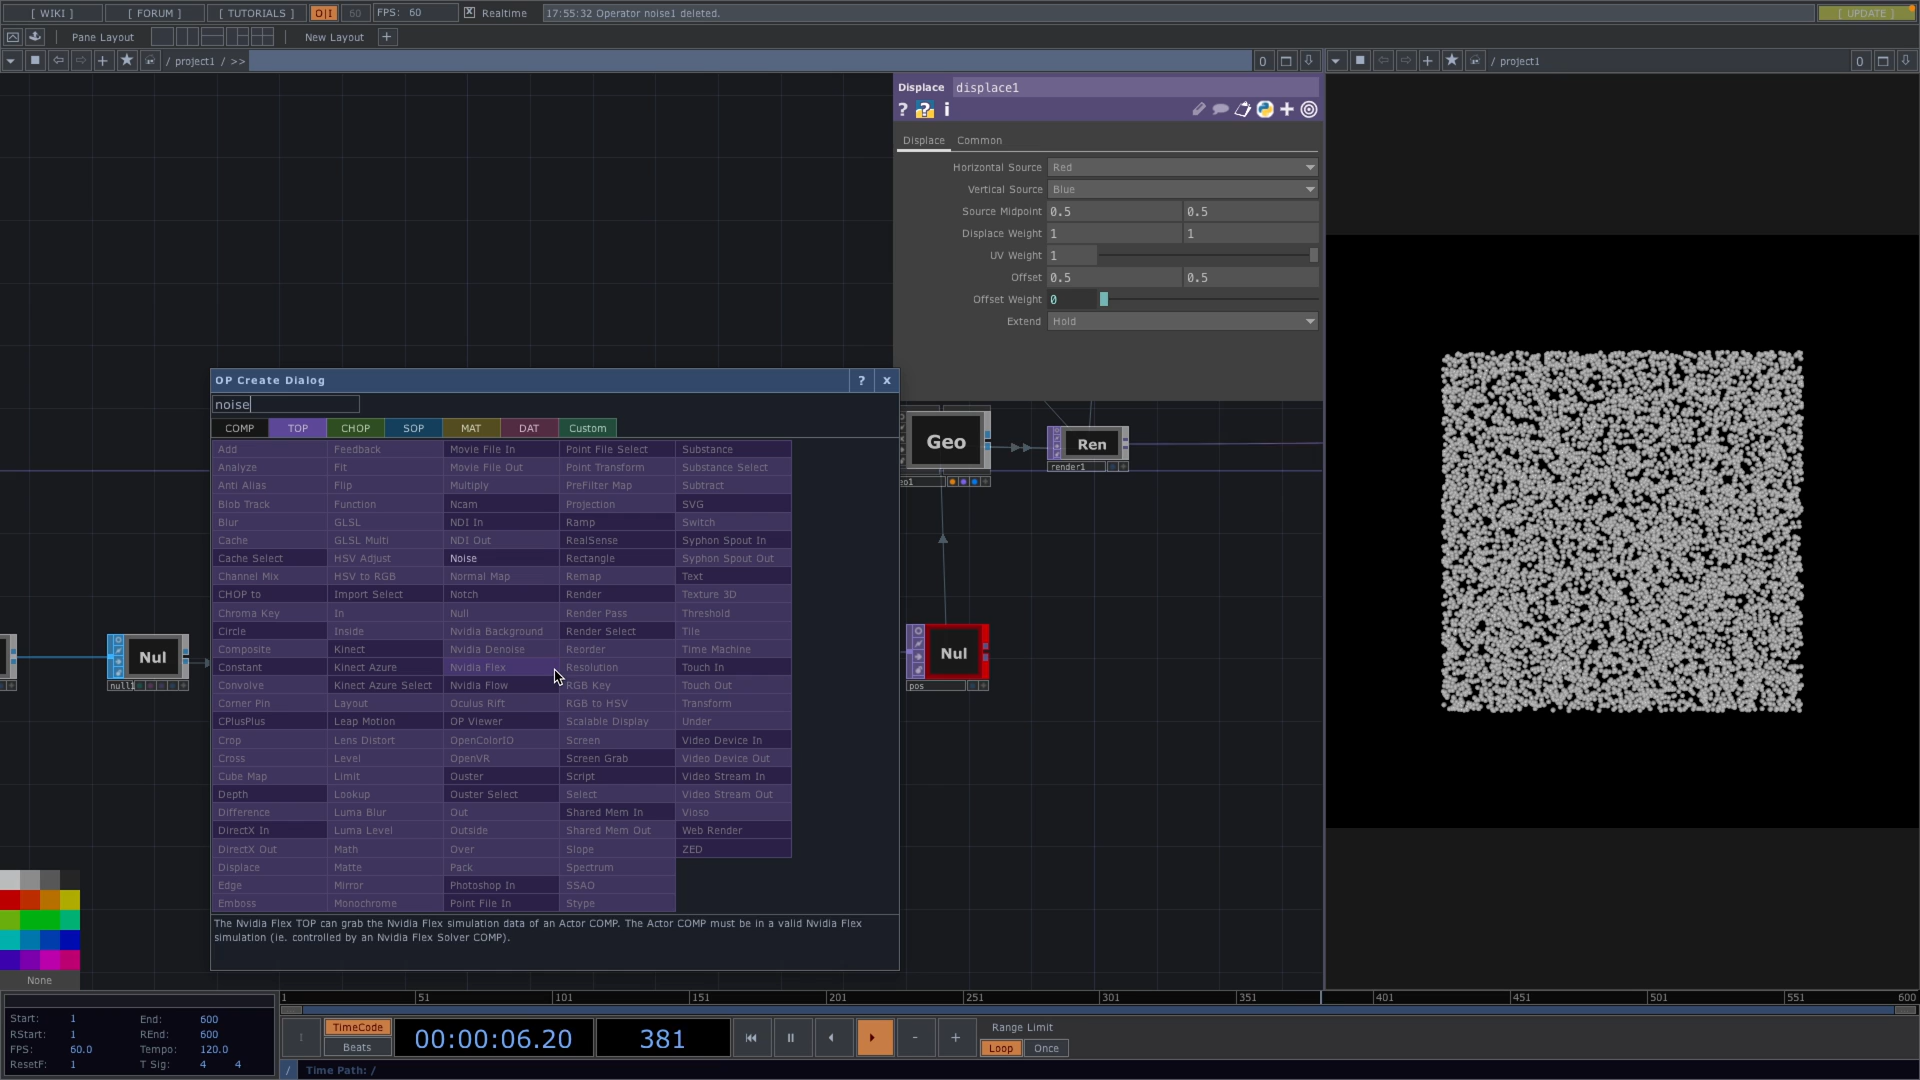 [ WIKI ] [ FORUM ] [ TUTORIALS ] O|I 60 FPS: 60 Realtime 17:55:32 Operator noise1 deleted. [ UPDATE ]
Pane Layout New Layout +
/ project1 / >> 0 / project1 0
Displace displace1
? ? i
Displace Common
Horizontal Source Red
Vertical Source Blue
Source Midpoint 0.5 0.5
Displace Weight 1 1
UV Weight 1
Offset 0.5 0.5
Offset Weight 0
Extend Hold
OP Create Dialog ? x
noise
COMP TOP CHOP SOP MAT DAT Custom
Add Feedback Movie File In Point File Select Substance
Analyze Fit Movie File Out Point Transform Substance Select
Anti Alias Flip Multiply PreFilter Map Subtract
Blob Track Function Ncam Projection SVG
Blur GLSL NDI In Ramp Switch
Cache GLSL Multi NDI Out RealSense Syphon Spout In
Cache Select HSV Adjust Noise Rectangle Syphon Spout Out
Channel Mix HSV to RGB Normal Map Remap Text
CHOP to Import Select Notch Render Texture 3D
Chroma Key In Null Render Pass Threshold
Circle Inside Nvidia Background Render Select Tile
Composite Kinect Nvidia Denoise Reorder Time Machine
Constant Kinect Azure Nvidia Flex Resolution Touch In
Convolve Kinect Azure Select Nvidia Flow RGB Key Touch Out
Corner Pin Layout Oculus Rift RGB to HSV Transform
CPlusPlus Leap Motion OP Viewer Scalable Display Under
Crop Lens Distort OpenColorIO Screen Video Device In
Cross Level OpenVR Screen Grab Video Device Out
Cube Map Limit Ouster Script Video Stream In
Depth Lookup Ouster Select Select Video Stream Out
Difference Luma Blur Out Shared Mem In Vioso
DirectX In Luma Level Outside Shared Mem Out Web Render
DirectX Out Math Over Slope ZED
Displace Matte Pack Spectrum
Edge Mirror Photoshop In SSAO
Emboss Monochrome Point File In Stype
The Nvidia Flex TOP can grab the Nvidia Flex simulation data of an Actor COMP. The Actor COMP must be in a valid Nvidia Flex
simulation (ie. controlled by an Nvidia Flex Solver COMP).
Geo
Ren
render1
Nul
null1
Nul
pos
None
1 51 101 151 201 251 301 351 401 451 501 551 600
Start: 1 End: 600
RStart: 1 REnd: 600
FPS: 60.0 Tempo: 120.0
ResetF: 1 T Sig: 4 4
TimeCode
Beats
00:00:06.20 381 - +
Range Limit
Loop Once
/ Time Path: /